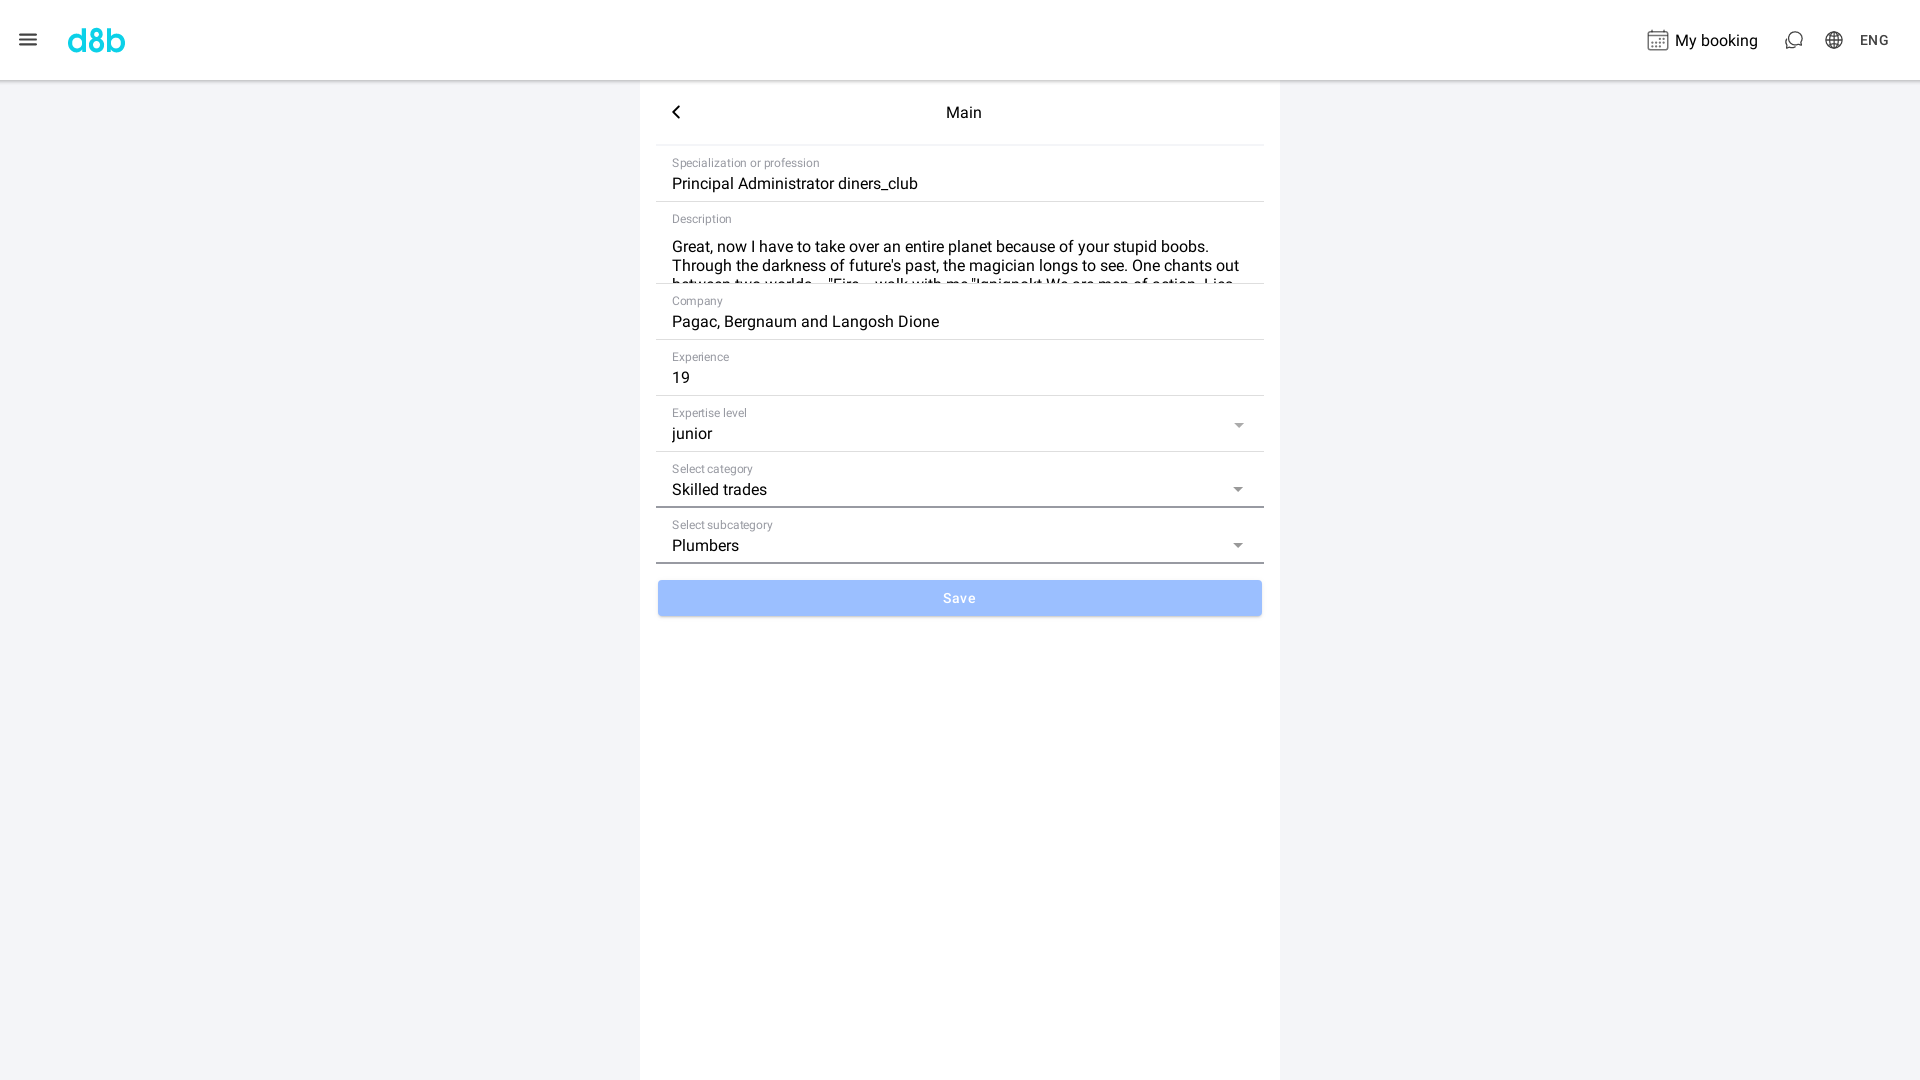 d8b
My booking
ENG
Main
Specialization or profession
Principal Administrator diners_club
Description
Great, now I have to take over an entire planet because of your stupid boobs.
Through the darkness of future's past, the magician longs to see. One chants out
Company
Pagac, Bergnaum and Langosh Dione
Experience
19
Expertise level
junior
Select category
Skilled trades
Select subcategory
Plumbers
Save